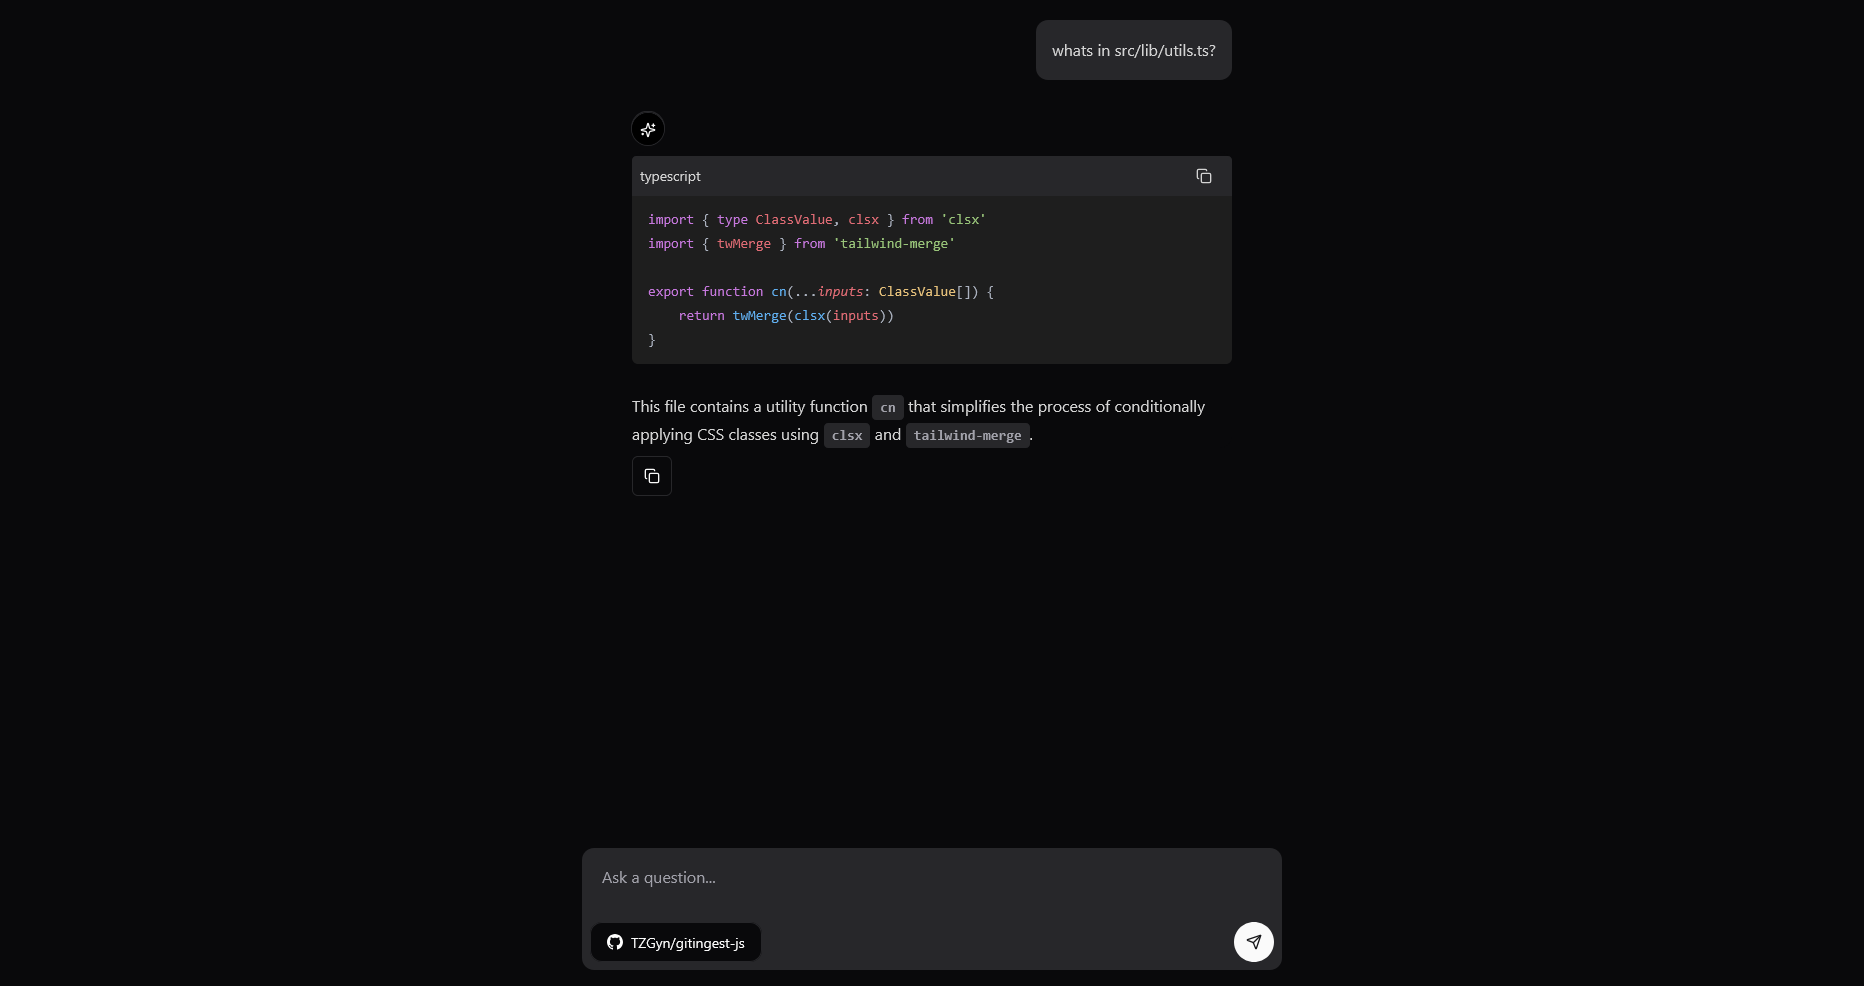 whats in src/lib/utils.ts?
typescript
import { type ClassValue, clsx } from 'clsx'
import { twMerge } from 'tailwind-merge'
export function cn(...inputs: ClassValue[]) {
    return twMerge(clsx(inputs))
}
This file contains a utility function cn that simplifies the process of conditionally
applying CSS classes using clsx and tailwind-merge.
Ask a question...
TZGyn/gitingest-js